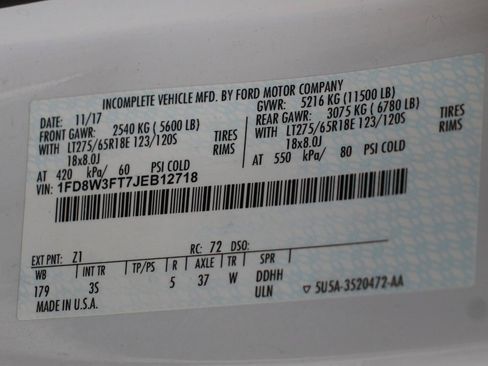 INCOMPLETE VEHICLE MFD. BY FORD MOTOR COMPANY
11/17 GVWR: 5216 KG (11500 LB)
FRONT GAWR: 2540 KG ( 5600 LB) REAR GAWR: 3075 KG ( 6780 LB)
WITH LT275/65R18E 123/120S TIRES WITH LT275/65R18E 123/120S TIRES
18x8.0J RIMS 18x8.0J RIMS
AT 420 kPa/ 60 PSI COLD AT 550 kPa/ 80 PSI COLD
VIN: 1FD8W3FT7JEB12718
EXT PNT: Z1 RC: 72 DSO:
WB INT TR TP/PS R AXLE TR DDHH
179 3S 5 37 W ULN ▽ 5U5A-3520472-AA
MADE IN U.S.A.